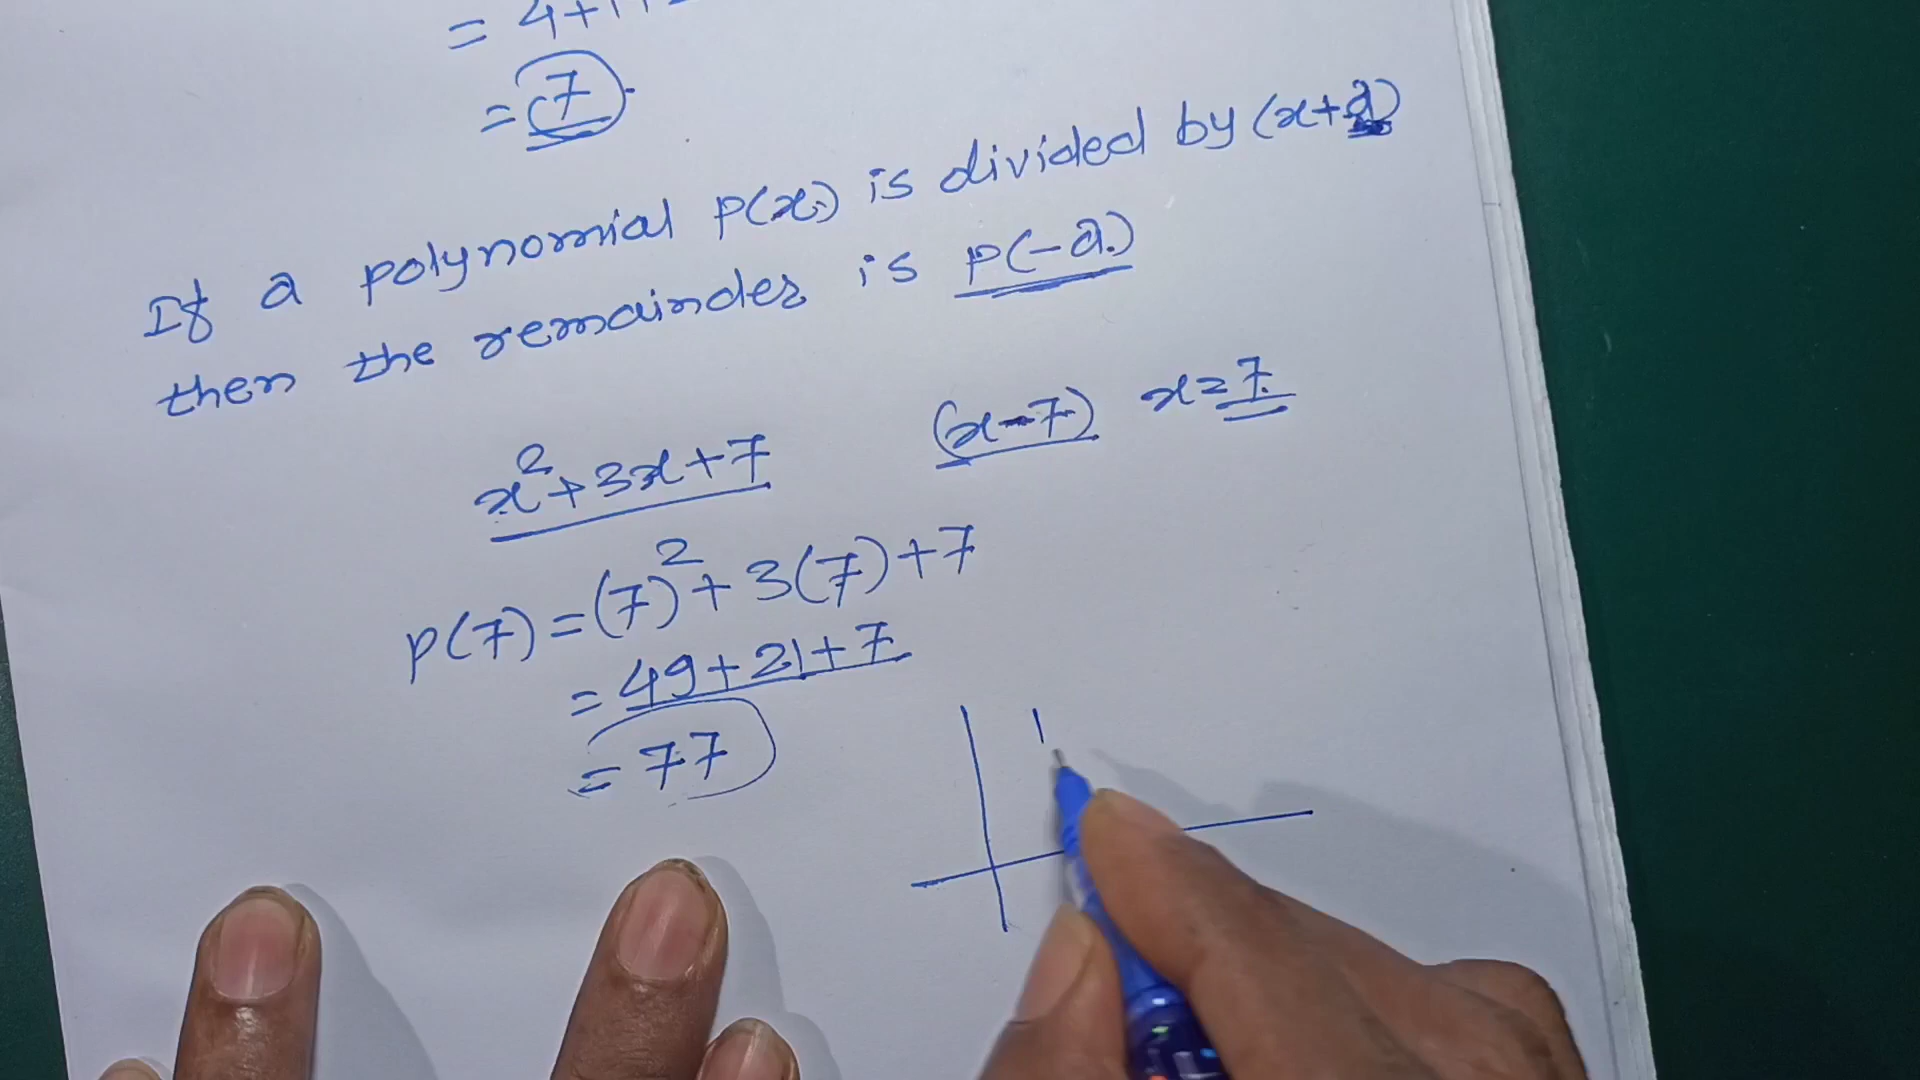 = 4+
= 7
If a polynomial p(x) is divided by (x+a)
then the remainder is p(-a)
x²+3x+7 (x-7) x=7
p(7)=(7)²+3(7)+7
= 49+21+7
= 77